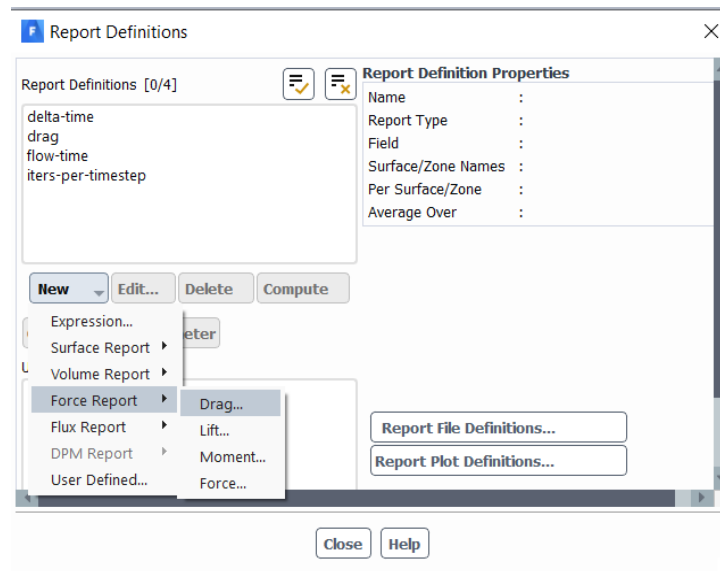 Report Definitions
Report Definitions [0/4]
delta-time
drag
flow-time
iters-per-timestep
New
Edit...
Delete
Compute
eter
Expression...
Surface Report
Volume Report
Force Report
Flux Report
DPM Report
User Defined...
Drag...
Lift...
Moment...
Force...
Report Definition Properties
Name :
Report Type :
Field :
Surface/Zone Names :
Per Surface/Zone :
Average Over :
Report File Definitions...
Report Plot Definitions...
Close
Help